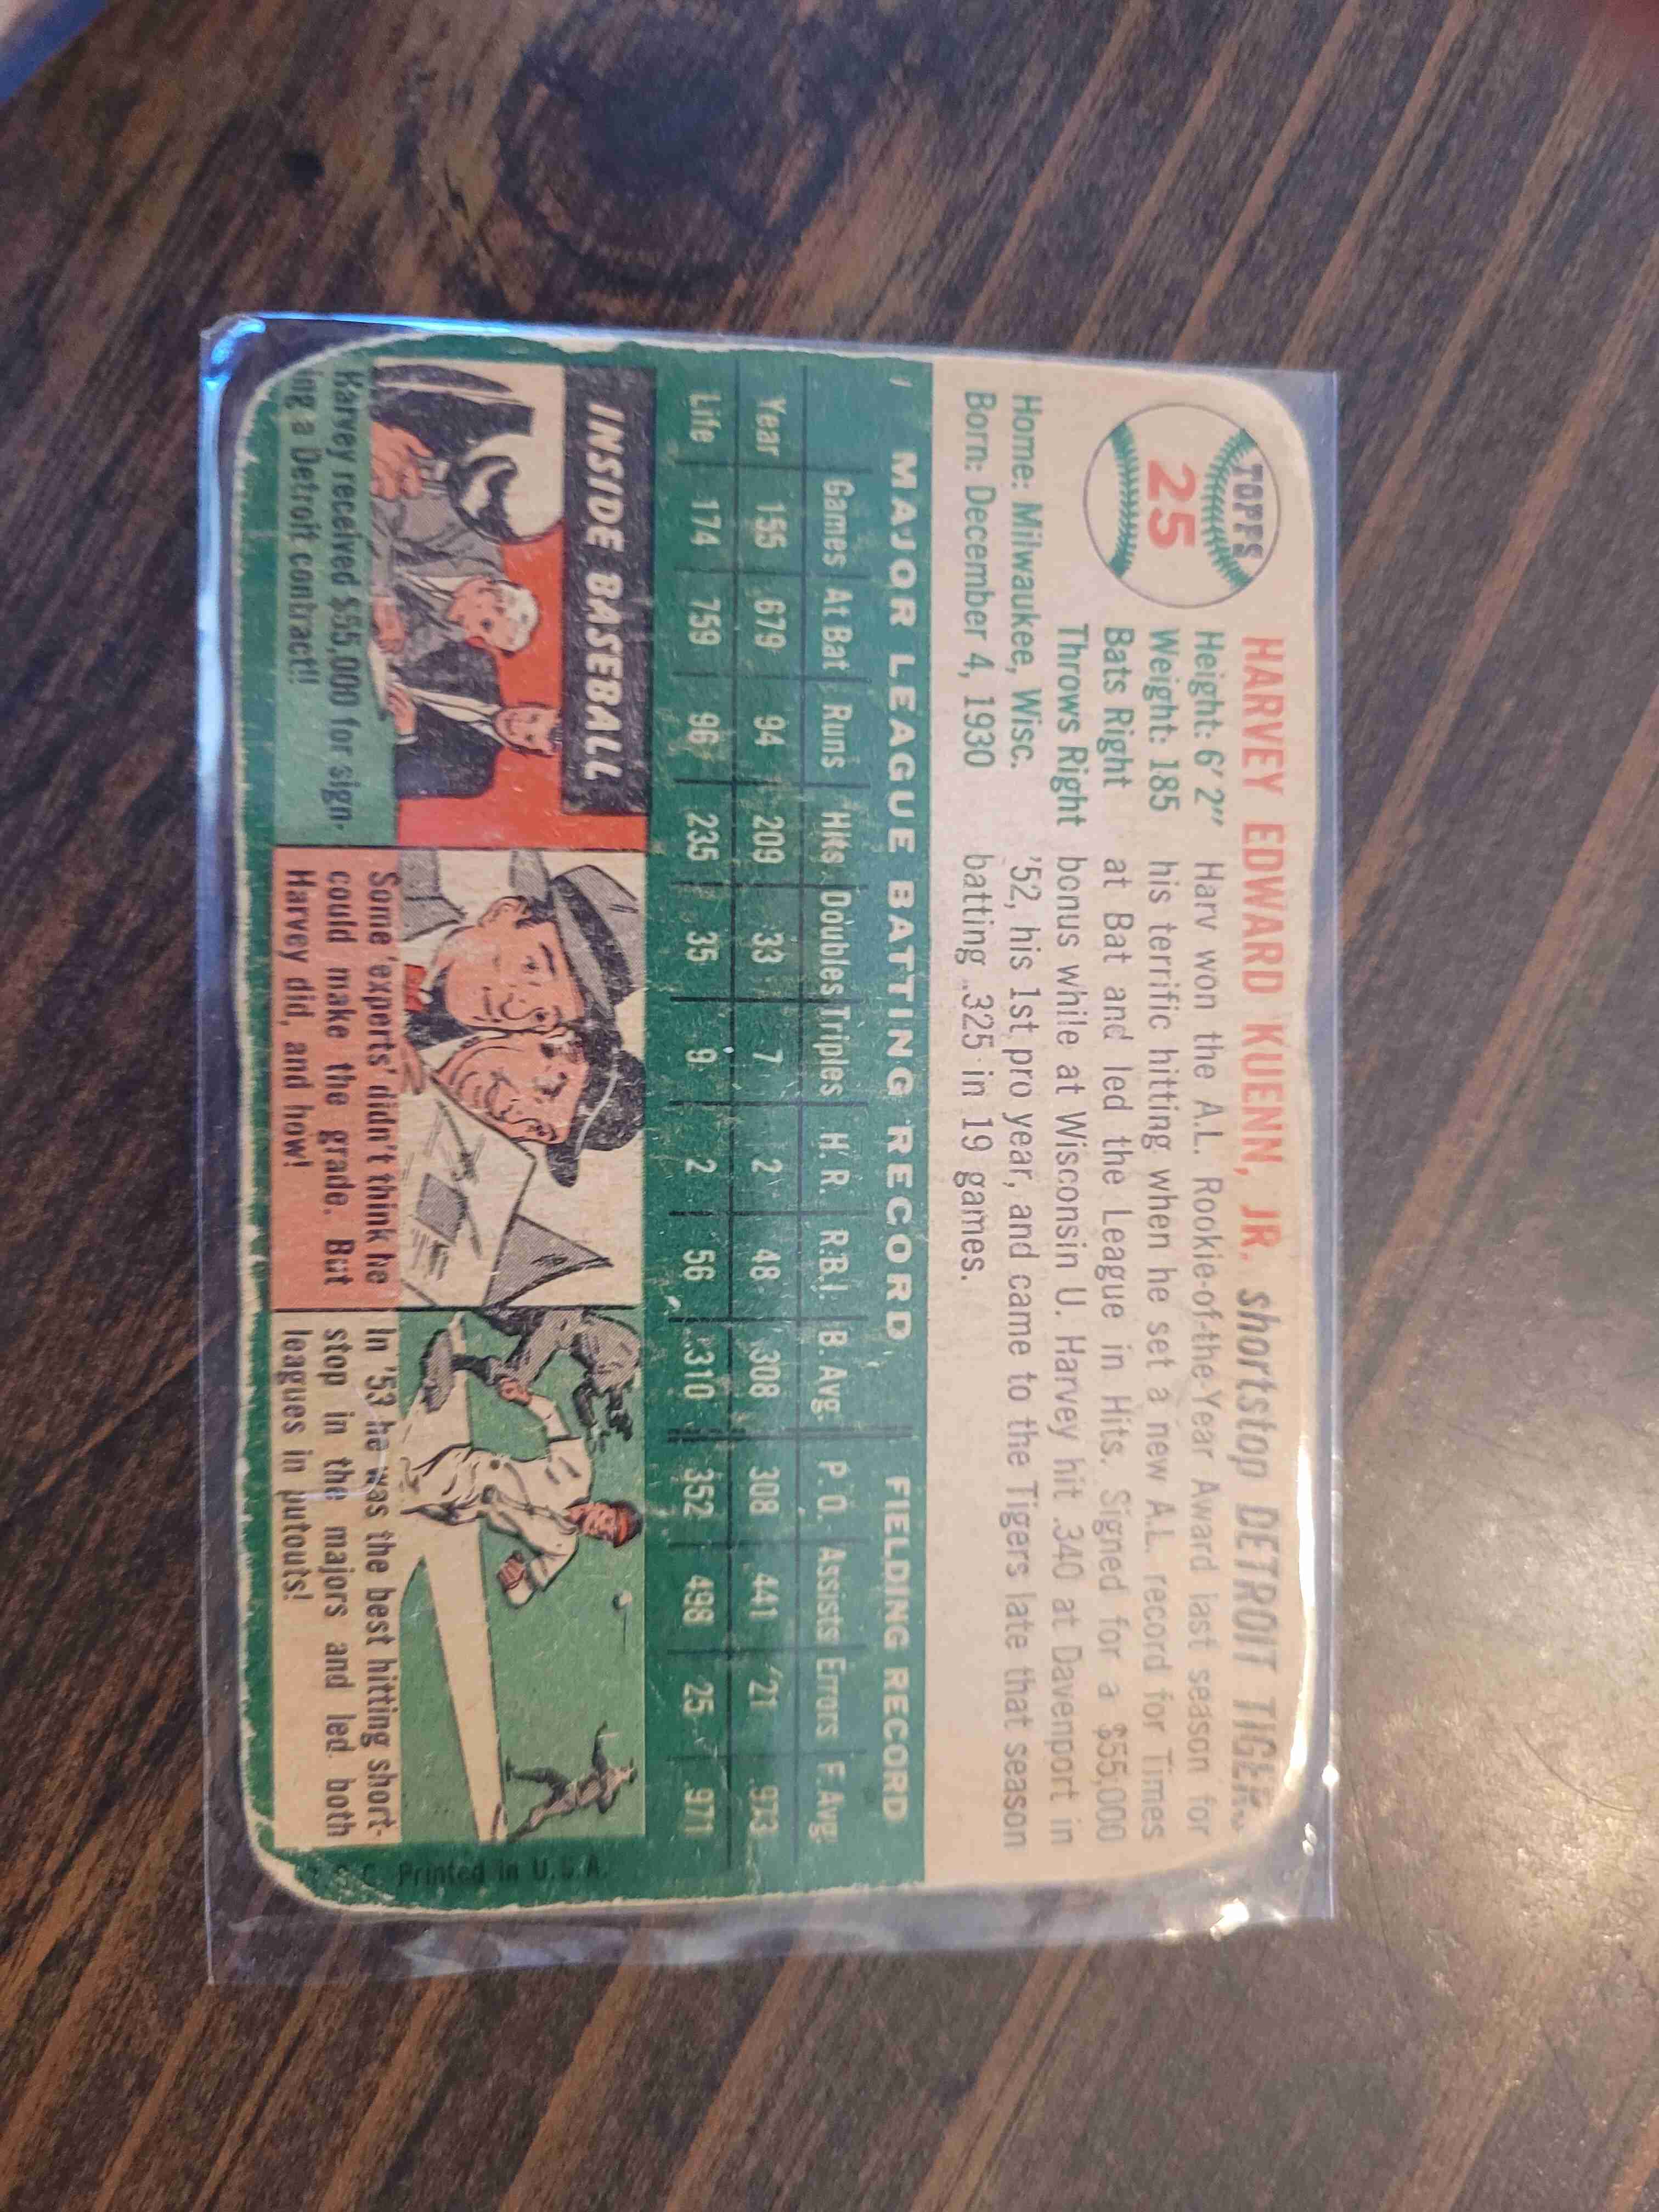 TOPPS
25
HARVEY EDWARD KUENN, JR. shortstop DETROIT TIGERS
Height: 6'2"
Weight: 185
Bats Right
Throws Right
Home: Milwaukee, Wisc.
Born: December 4, 1930
Harv won the A.L. Rookie-of-the-Year Award last season for
his terrific hitting when he set a new A.L. record for Times
at Bat and led the League in Hits. Signed for a $55,000
bonus while at Wisconsin U. Harvey hit .340 at Davenport in
'52, his 1st pro year, and came to the Tigers late that season
batting .325 in 19 games.
MAJOR LEAGUE BATTING RECORD FIELDING RECORD
Games At Bat Runs Hits Doubles Triples H.R. R.B.I. B. Avg. P.O. Assists Errors F. Avg.
Year 155 679 94 209 33 7 2 48 .308 308 441 21 .973
Life 174 759 96 235 35 9 2 56 .310 352 498 25 .971
INSIDE BASEBALL
Harvey received $55,000 for sign-
ing a Detroit contract!!
Some 'experts' didn't think he
could make the grade. But
Harvey did, and how!
In '53 he was the best hitting short-
stop in the majors and led both
leagues in putouts!
Printed in U.S.A.